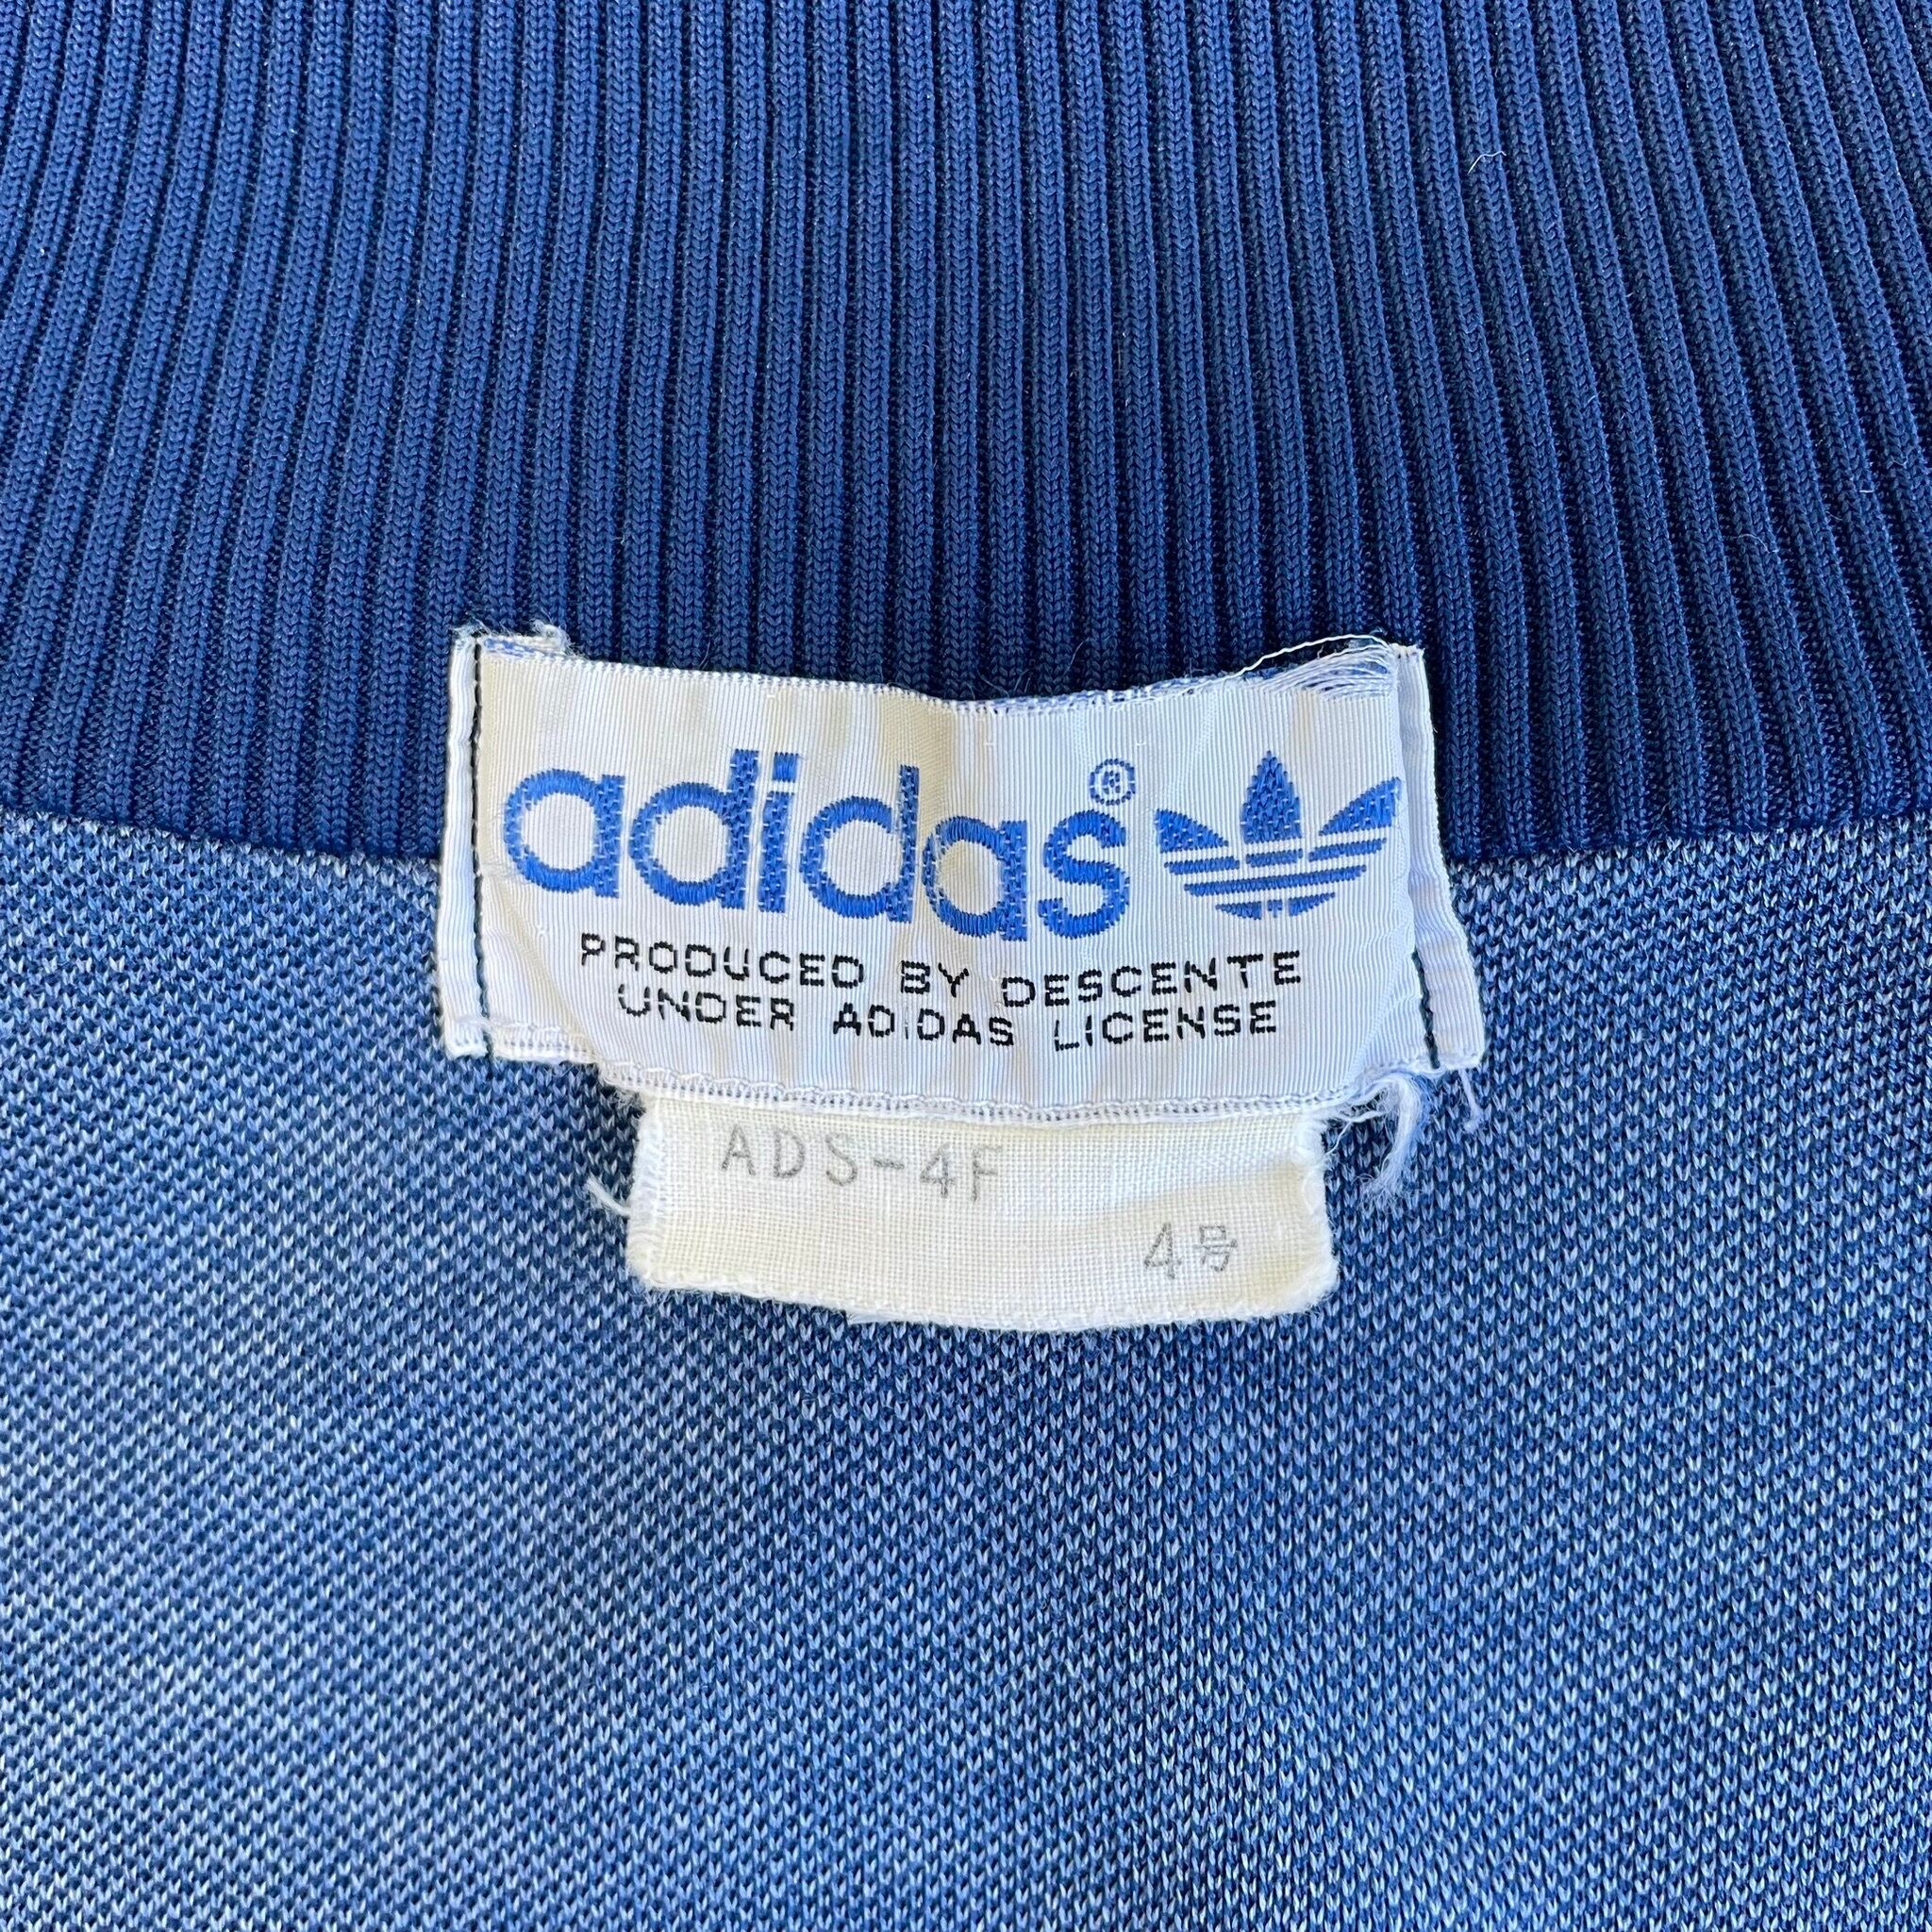 adidas®
PRODUCED BY DESCENTE
UNDER ADIDAS LICENSE
ADS-4F
4号